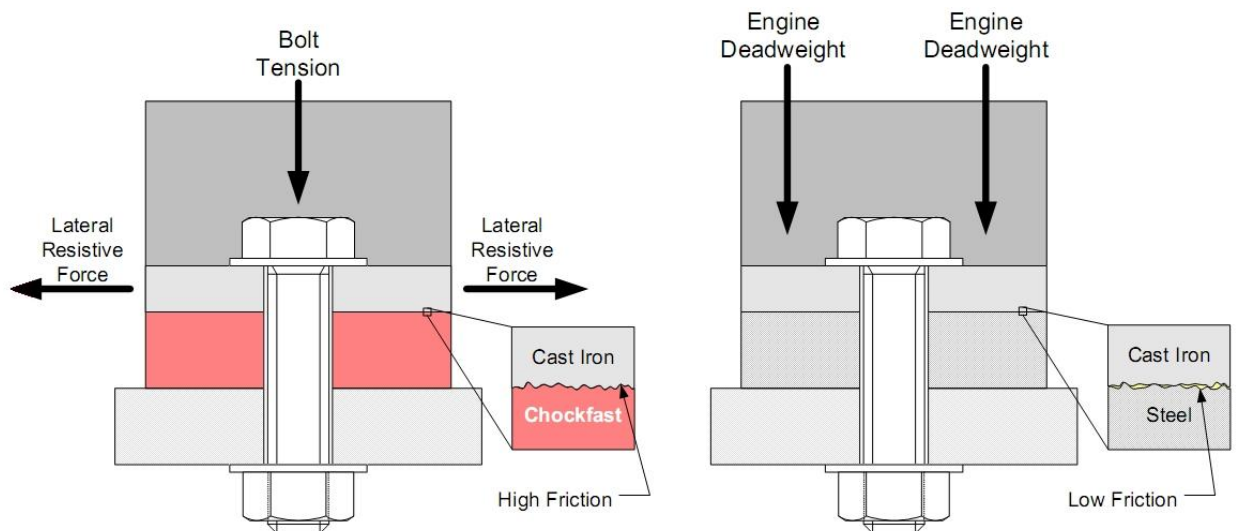 Bolt
Tension
Lateral
Resistive
Force
Lateral
Resistive
Force
Cast Iron
Chockfast
High Friction
Engine
Deadweight
Engine
Deadweight
Cast Iron
Steel
Low Friction